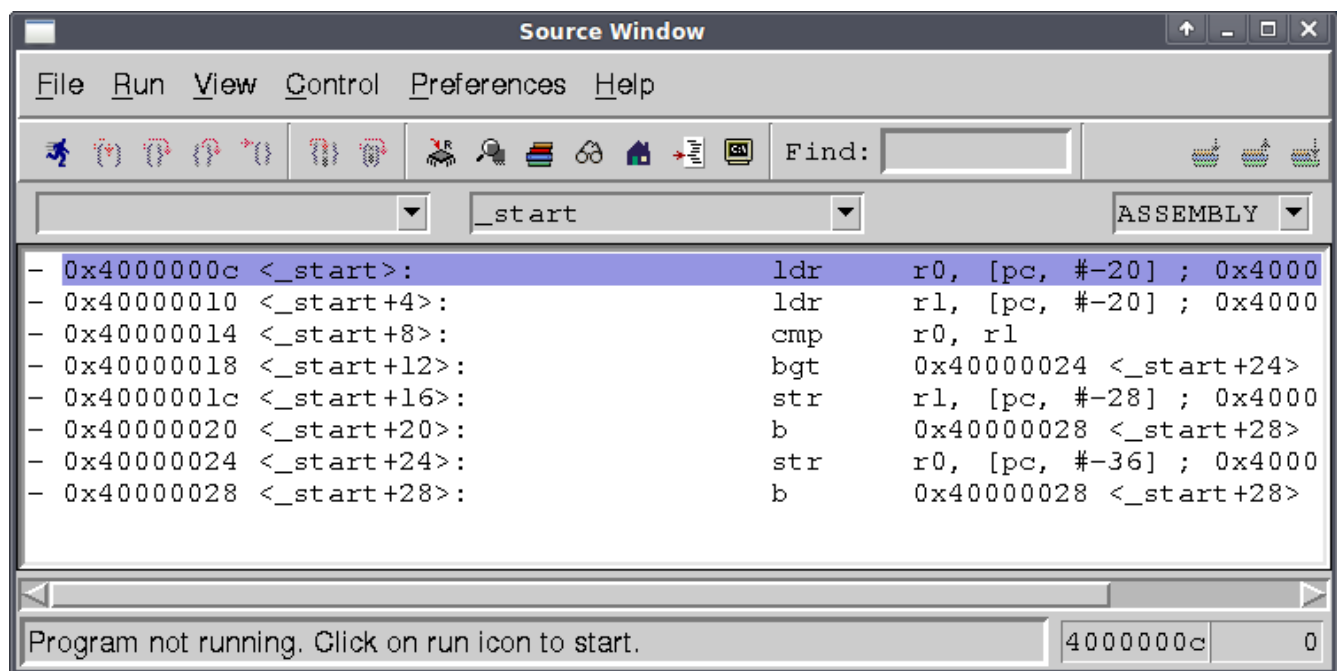 Source Window
File Run View Control Preferences Help
Find:
_start ASSEMBLY
- 0x4000000c <_start>: ldr r0, [pc, #-20] ; 0x4000
- 0x40000010 <_start+4>: ldr r1, [pc, #-20] ; 0x4000
- 0x40000014 <_start+8>: cmp r0, r1
- 0x40000018 <_start+12>: bgt 0x40000024 <_start+24>
- 0x4000001c <_start+16>: str r1, [pc, #-28] ; 0x4000
- 0x40000020 <_start+20>: b 0x40000028 <_start+28>
- 0x40000024 <_start+24>: str r0, [pc, #-36] ; 0x4000
- 0x40000028 <_start+28>: b 0x40000028 <_start+28>
Program not running. Click on run icon to start. 4000000c 0